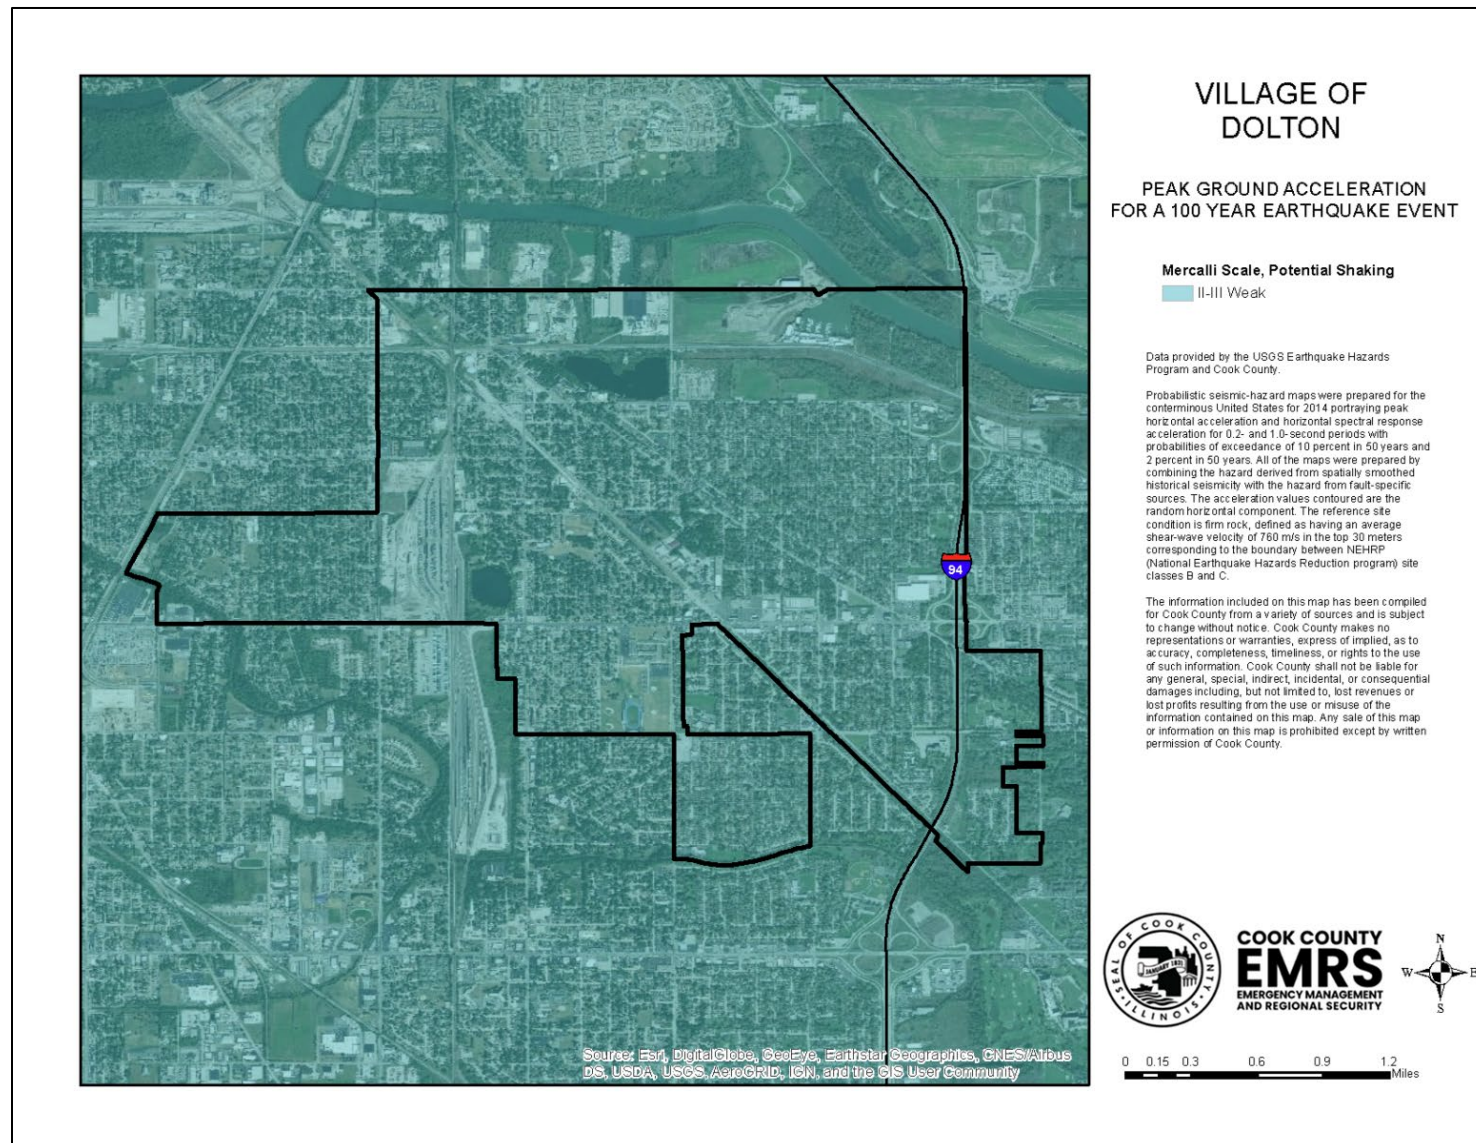 VILLAGE OF
DOLTON
PEAK GROUND ACCELERATION
FOR A 100 YEAR EARTHQUAKE EVENT
Mercalli Scale, Potential Shaking
II-III Weak
Data provided by the USGS Earthquake Hazards
Program and Cook County.
Probabilistic seismic-hazard maps were prepared for the
conterminous United States for 2014 portraying peak
horizontal acceleration and horizontal spectral response
acceleration for 0.2- and 1.0-second periods with
probabilities of exceedance of 10 percent in 50 years and
2 percent in 50 years. All of the maps were prepared by
combining the hazard derived from spatially smoothed
historical seismicity with the hazard from fault-specific
sources. The acceleration values contoured are the
random horizontal component. The reference site
condition is firm rock, defined as having an average
shear-wave velocity of 760 m/s in the top 30 meters
corresponding to the boundary between NEHRP
(National Earthquake Hazards Reduction program) site
classes B and C.
The information included on this map has been compiled
for Cook County from a variety of sources and is subject
to change without notice. Cook County makes no
representations or warranties, express of implied, as to
accuracy, completeness, timeliness, or rights to the use
of such information. Cook County shall not be liable for
any general, special, indirect, incidental, or consequential
damages including, but not limited to, lost revenues or
lost profits resulting from the use or misuse of the
information contained on this map. Any sale of this map
or information on this map is prohibited except by written
permission of Cook County.
94
SEAL OF COOK COUNTY
JANUARY 1831
ILLINOIS
COOK COUNTY
EMRS
EMERGENCY MANAGEMENT
AND REGIONAL SECURITY
N
W E
S
0 0.15 0.3 0.6 0.9 1.2
Miles
Source: Esri, DigitalGlobe, GeoEye, Earthstar Geographics, CNES/Airbus
DS, USDA, USGS, AeroGRID, IGN, and the GIS User Community